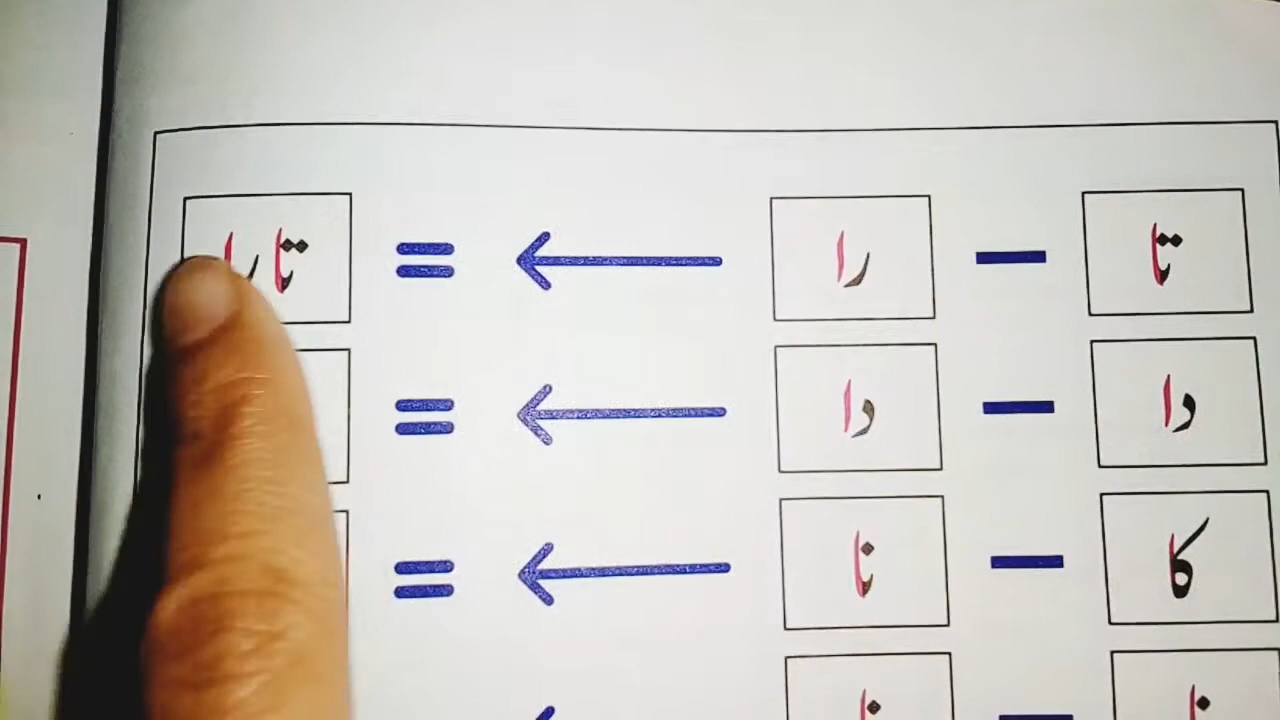 تا – را ← = تارا
دا – دا ← =
کا – نا ← =